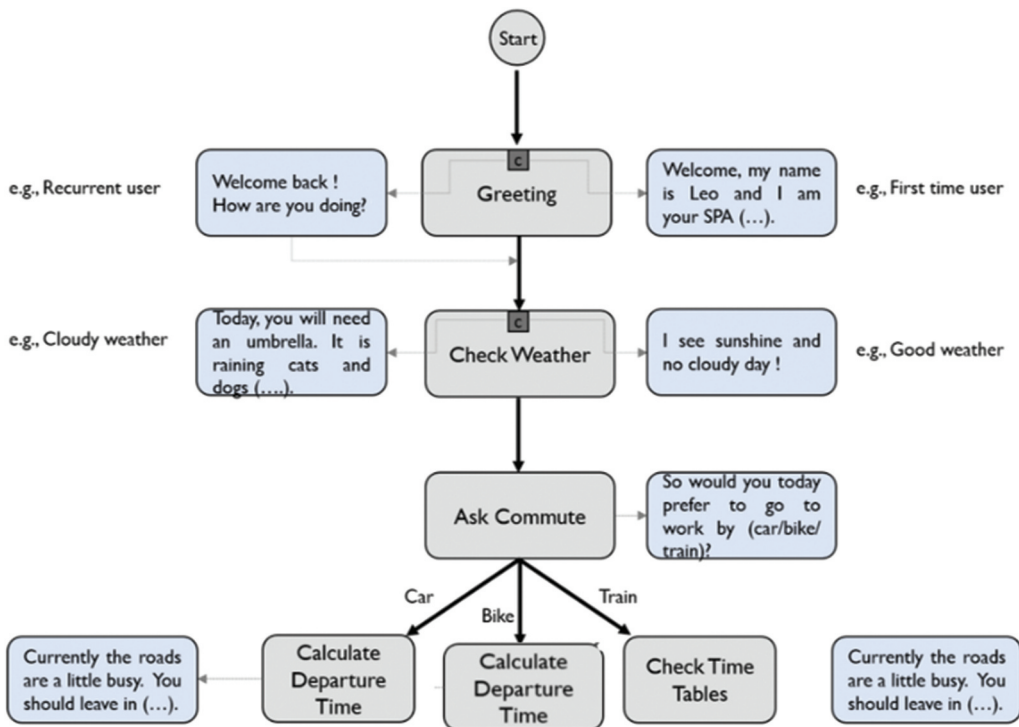 Start
e.g., Recurrent user
Welcome back !
How are you doing?
c
Greeting
Welcome, my name
is Leo and I am
your SPA (...).
e.g., First time user
e.g., Cloudy weather
Today, you will need
an umbrella. It is
raining cats and
dogs (....).
c
Check Weather
I see sunshine and
no cloudy day !
e.g., Good weather
Ask Commute
So would you today
prefer to go to
work by (car/bike/
train)?
Car
Bike
Train
Currently the roads
are a little busy. You
should leave in (...).
Calculate
Departure
Time
Calculate
Departure
Time
Check Time
Tables
Currently the roads
are a little busy. You
should leave in (...).